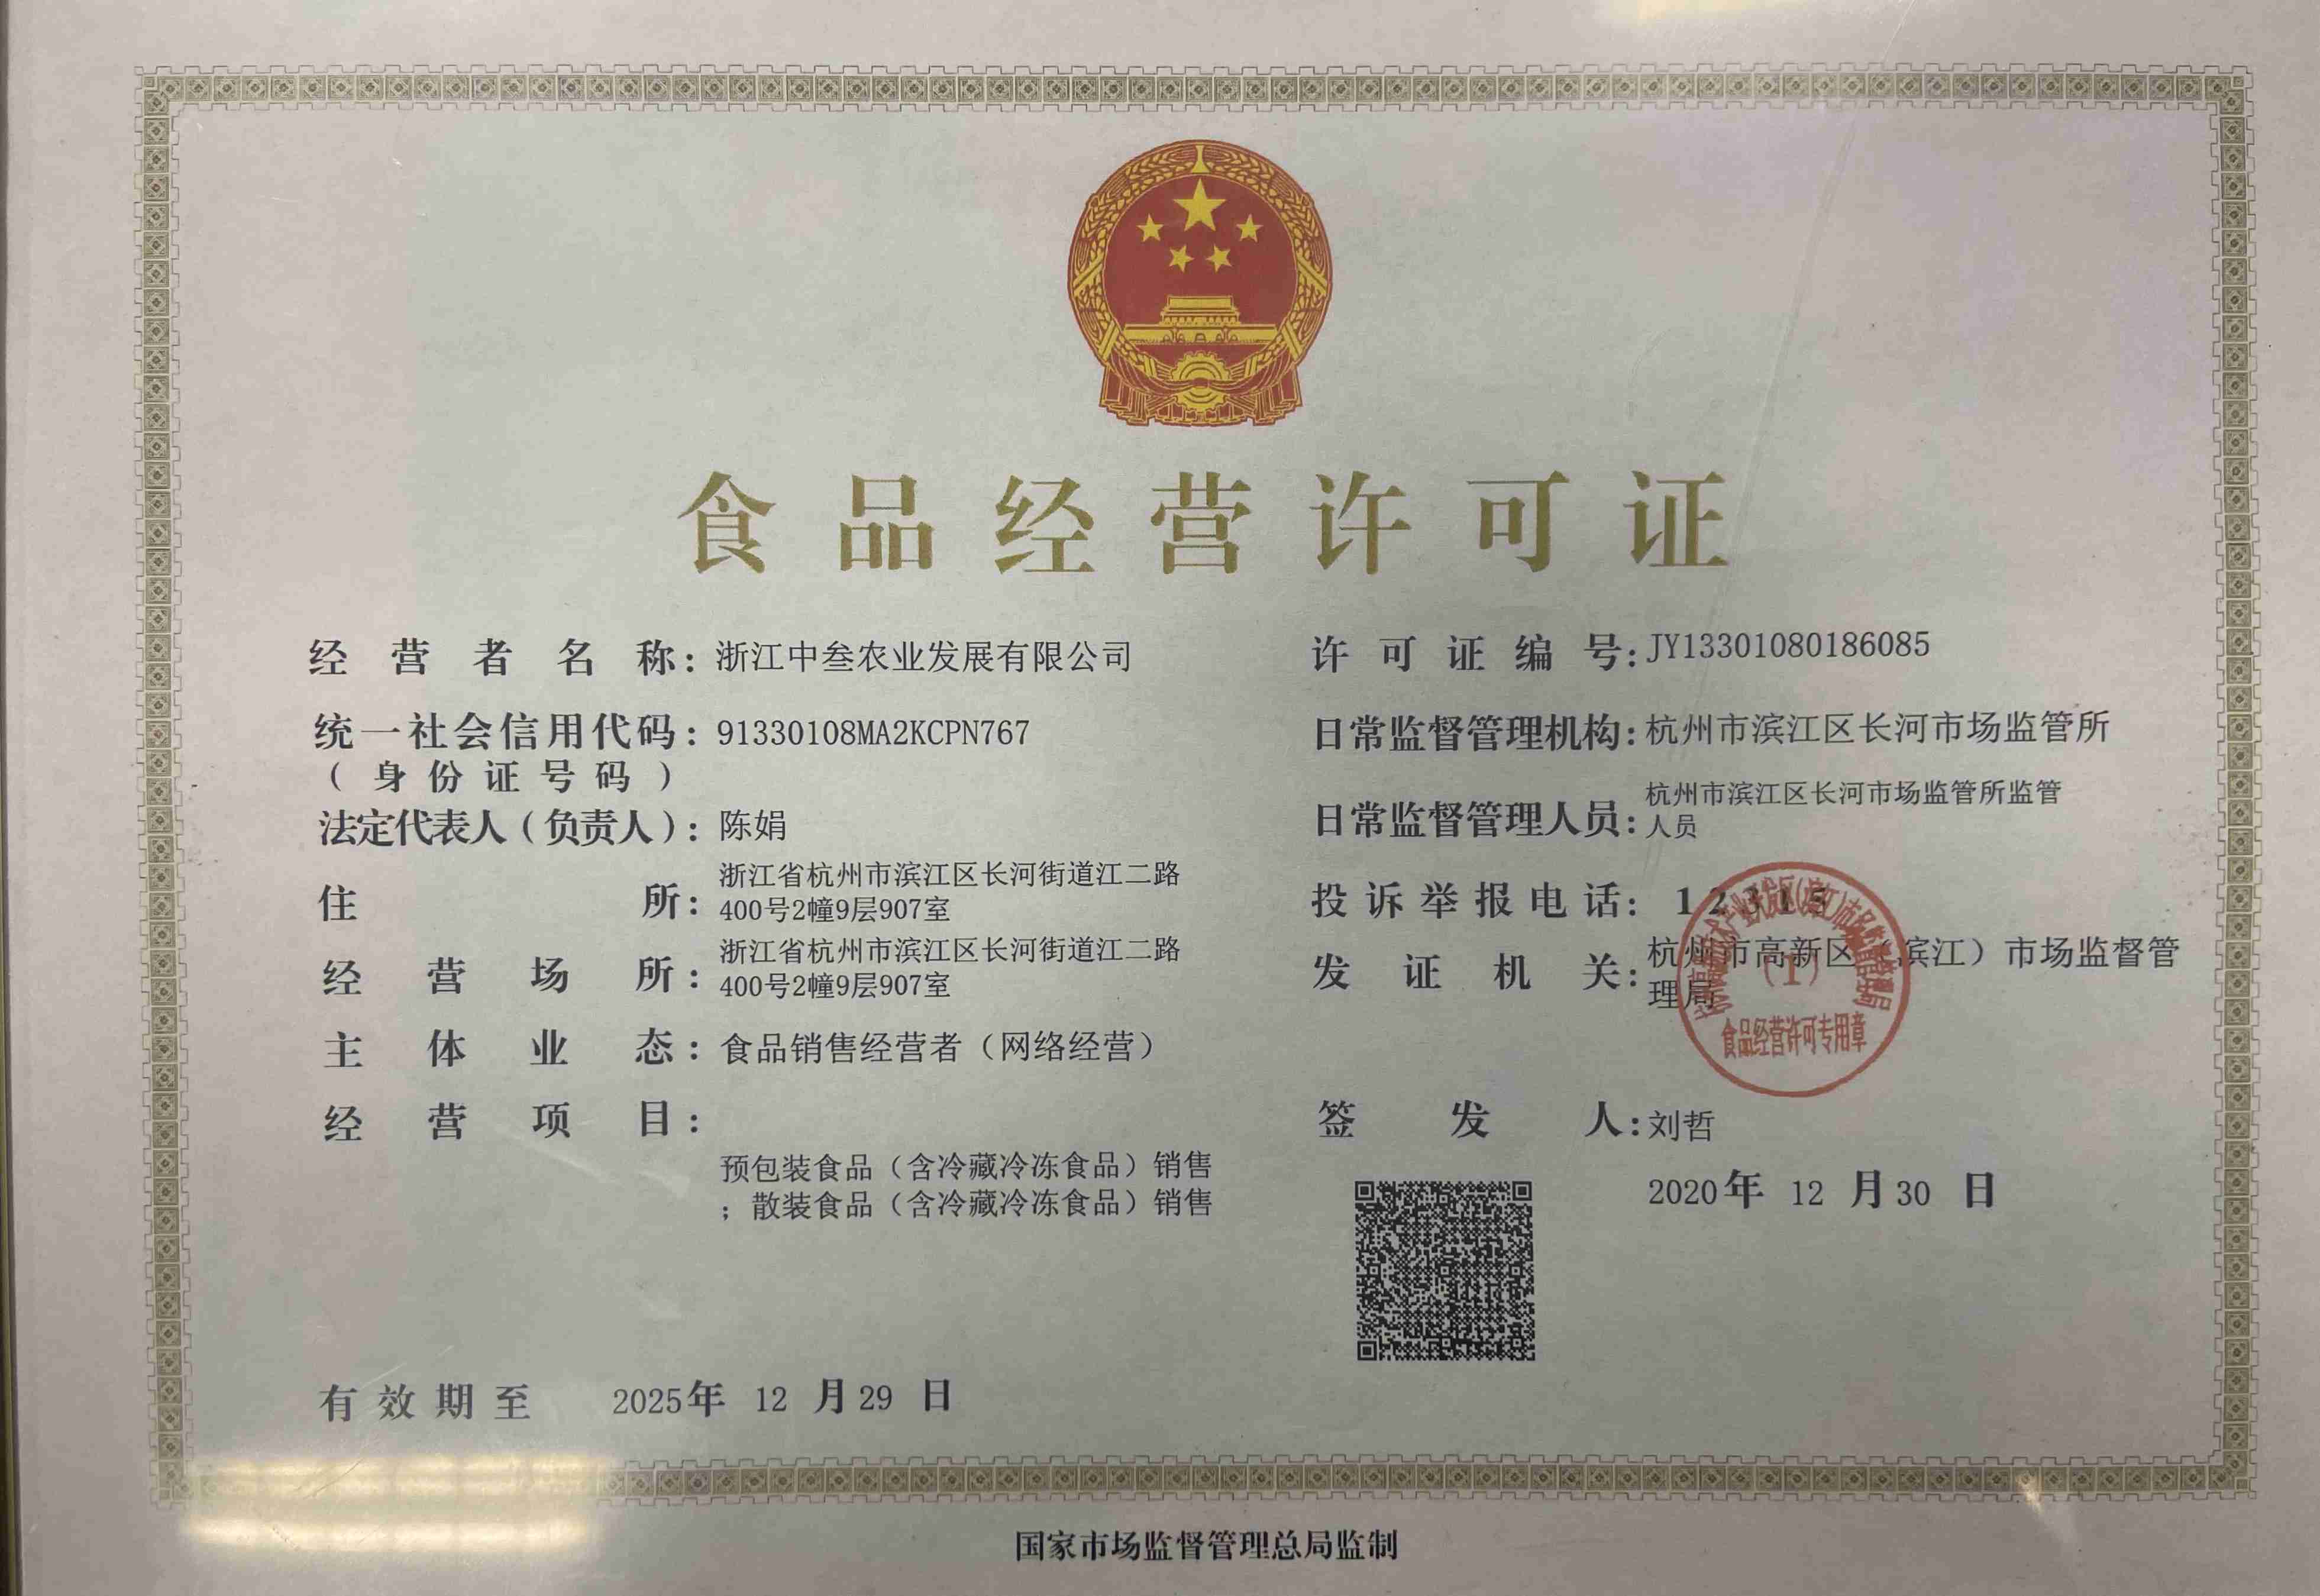 食品经营许可证
经营者名称：浙江中叁农业发展有限公司
统一社会信用代码：91330108MA2KCPN767
（身份证号码）
法定代表人（负责人）：陈娟
住所：浙江省杭州市滨江区长河街道江二路
400号2幢9层907室
经营场所：浙江省杭州市滨江区长河街道江二路
400号2幢9层907室
主体业态：食品销售经营者（网络经营）
经营项目：
预包装食品（含冷藏冷冻食品）销售
；散装食品（含冷藏冷冻食品）销售
有效期至 2025年 12 月 29 日
许可证编号：JY13301080186085
日常监督管理机构：杭州市滨江区长河市场监管所
日常监督管理人员：杭州市滨江区长河市场监管所监管
人员
投诉举报电话：12315
发证机关：杭州市高新区（滨江）市场监督管
理局
(1)
食品经营许可专用章
签发人：刘哲
2020年 12 月 30 日
国家市场监督管理总局监制